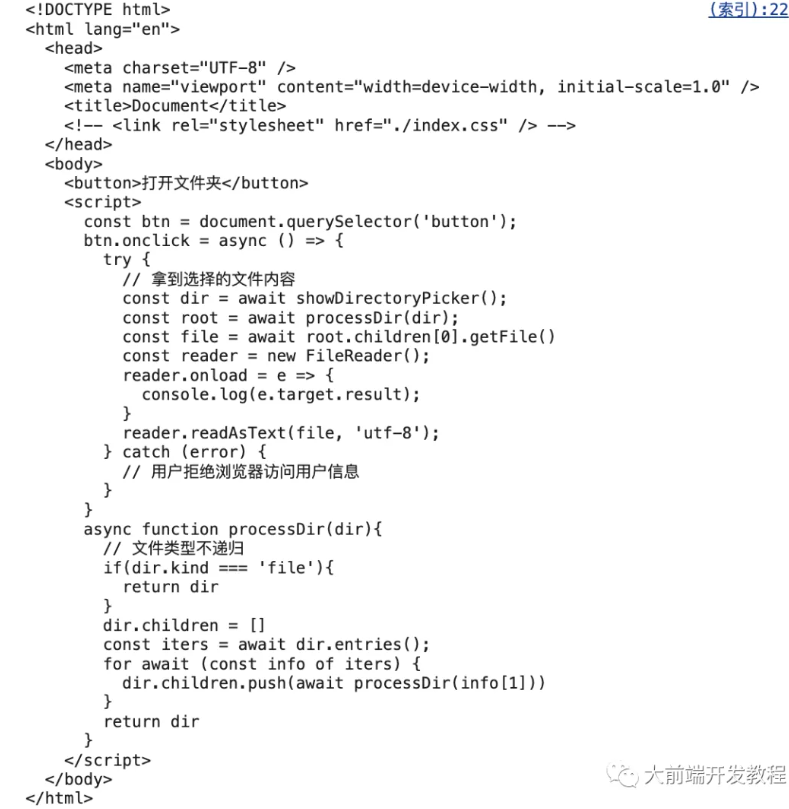 <!DOCTYPE html>
(索引):22
<html lang="en">
  <head>
    <meta charset="UTF-8" />
    <meta name="viewport" content="width=device-width, initial-scale=1.0" />
    <title>Document</title>
    <!-- <link rel="stylesheet" href="./index.css" /> -->
  </head>
  <body>
    <button>打开文件夹</button>
    <script>
      const btn = document.querySelector('button');
      btn.onclick = async () => {
        try {
          // 拿到选择的文件内容
          const dir = await showDirectoryPicker();
          const root = await processDir(dir);
          const file = await root.children[0].getFile()
          const reader = new FileReader();
          reader.onload = e => {
            console.log(e.target.result);
          }
          reader.readAsText(file, 'utf-8');
        } catch (error) {
          // 用户拒绝浏览器访问用户信息
        }
      }
      async function processDir(dir){
        // 文件类型不递归
        if(dir.kind === 'file'){
          return dir
        }
        dir.children = []
        const iters = await dir.entries();
        for await (const info of iters) {
          dir.children.push(await processDir(info[1]))
        }
        return dir
      }
    </script>
  </body>
</html>
大前端开发教程